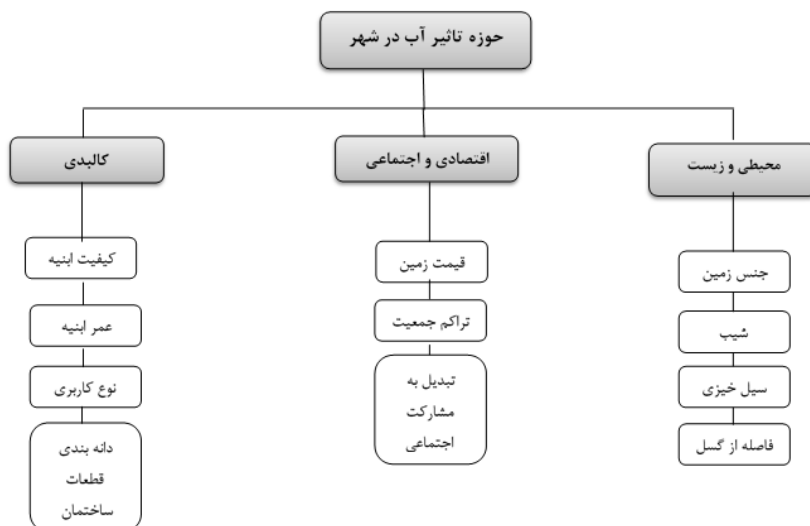 حوزه تاثیر آب در شهر
محیطی و زیست
جنس زمین
شیب
سیل خیزی
فاصله از گسل
اقتصادی و اجتماعی
قیمت زمین
تراکم جمعیت
تبدیل به
مشارکت
اجتماعی
کالبدی
کیفیت ابنیه
عمر ابنیه
نوع کاربری
دانه بندی
قطعات
ساختمان